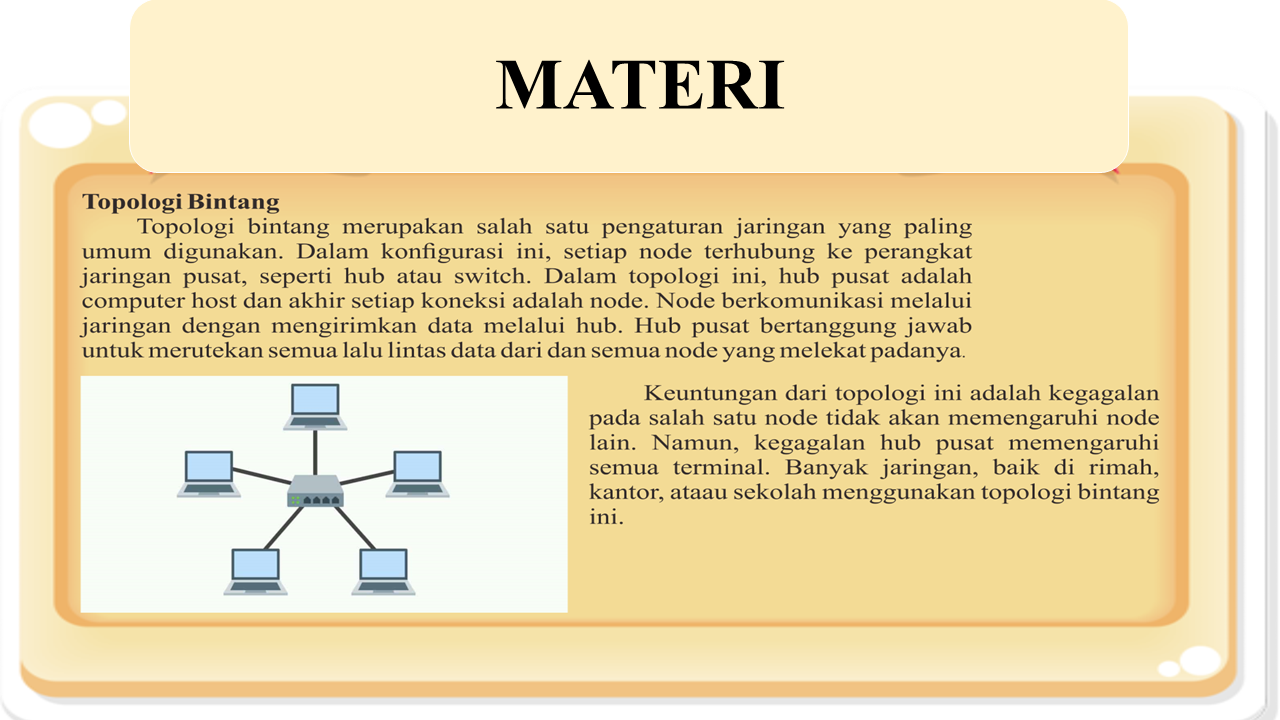 MATERI
Topologi Bintang
Topologi bintang merupakan salah satu pengaturan jaringan yang paling
umum digunakan. Dalam konfigurasi ini, setiap node terhubung ke perangkat
jaringan pusat, seperti hub atau switch. Dalam topologi ini, hub pusat adalah
computer host dan akhir setiap koneksi adalah node. Node berkomunikasi melalui
jaringan dengan mengirimkan data melalui hub. Hub pusat bertanggung jawab
untuk merutekan semua lalu lintas data dari dan semua node yang melekat padanya.
Keuntungan dari topologi ini adalah kegagalan
pada salah satu node tidak akan memengaruhi node
lain. Namun, kegagalan hub pusat memengaruhi
semua terminal. Banyak jaringan, baik di rimah,
kantor, ataau sekolah menggunakan topologi bintang
ini.